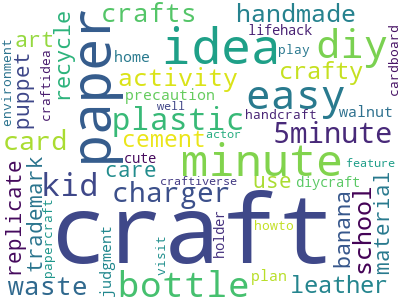 crafts
handmade
lifehack
play
cardboard
environment
craftidea
art
recycle
puppet
home
idea
diy
crafty
paper
activity
precaution
easy
handcraft
well
walnut
card
plastic
actor
5minute
cement
minute
cute
care
craftiverse
feature
kid
charger
use
diycraft
replicate
trademark
papercraft
craft
holder
banana
school
material
howto
waste
judgment
bottle
visit
plan
leather